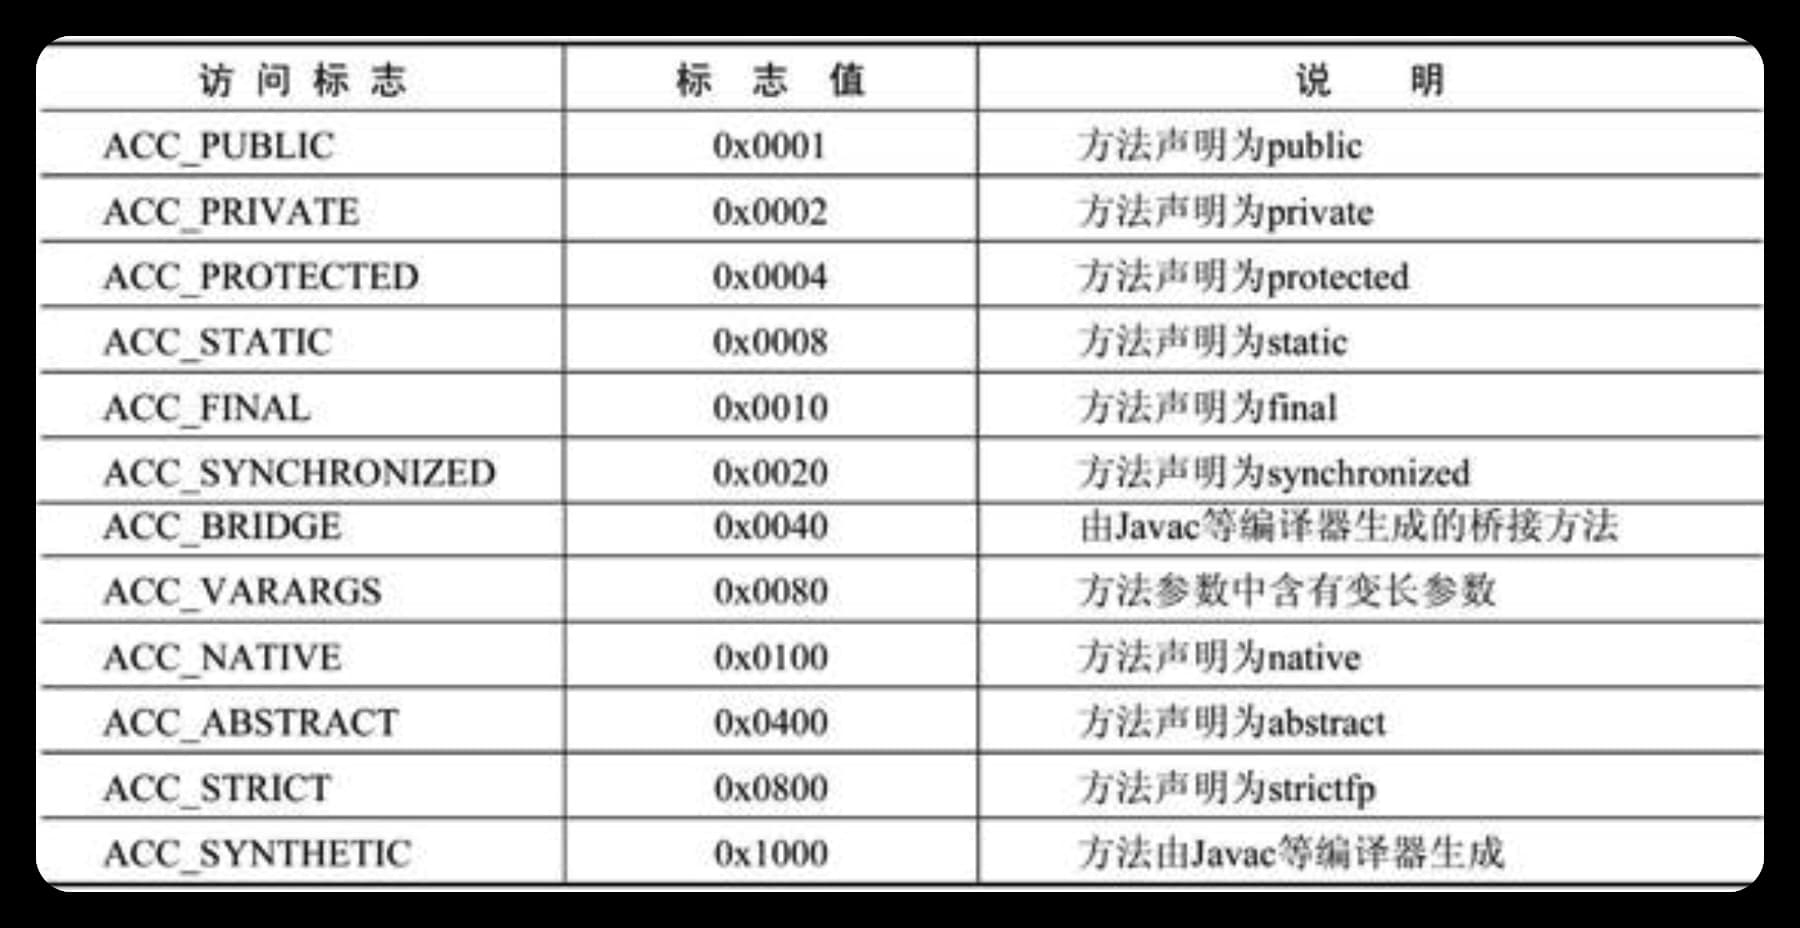 访问标志 标志值 说明
ACC_PUBLIC 0x0001 方法声明为public
ACC_PRIVATE 0x0002 方法声明为private
ACC_PROTECTED 0x0004 方法声明为protected
ACC_STATIC 0x0008 方法声明为static
ACC_FINAL 0x0010 方法声明为final
ACC_SYNCHRONIZED 0x0020 方法声明为synchronized
ACC_BRIDGE 0x0040 由Javac等编译器生成的桥接方法
ACC_VARARGS 0x0080 方法参数中含有变长参数
ACC_NATIVE 0x0100 方法声明为native
ACC_ABSTRACT 0x0400 方法声明为abstract
ACC_STRICT 0x0800 方法声明为strictfp
ACC_SYNTHETIC 0x1000 方法由Javac等编译器生成